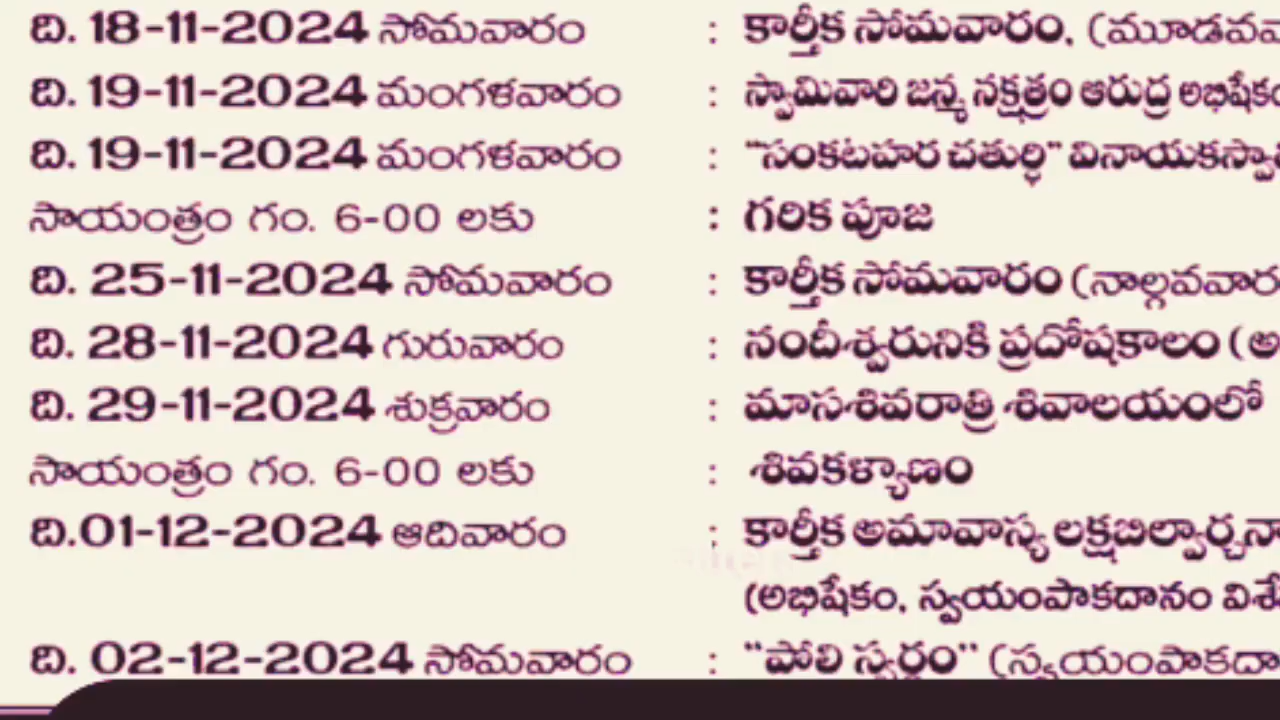 ది. 18-11-2024 సోమవారం : కార్తీక సోమవారం, (మూడవ
ది. 19-11-2024 మంగళవారం : స్వామివారి జన్మ నక్షత్రం ఆరుద్ర అభిషేకం
ది. 19-11-2024 మంగళవారం : "సంకటహర చతుర్థి" వినాయకస్వా
సాయంత్రం గం. 6-00 లకు : గరిక పూజ
ది. 25-11-2024 సోమవారం : కార్తీక సోమవారం (నాల్గవవార
ది. 28-11-2024 గురువారం : నందీశ్వరునికి ప్రదోషకాలం (అ
ది. 29-11-2024 శుక్రవారం : మాసశివరాత్రి శివాలయంలో
సాయంత్రం గం. 6-00 లకు : శివకళ్యాణం
ది.01-12-2024 ఆదివారం : కార్తీక అమావాస్య లక్షబిల్వార్చనా
(అభిషేకం, స్వయంపాకదానం విశే
ది. 02-12-2024 సోమవారం : "పోలి స్వర్గం" (స్వయంపాకదా